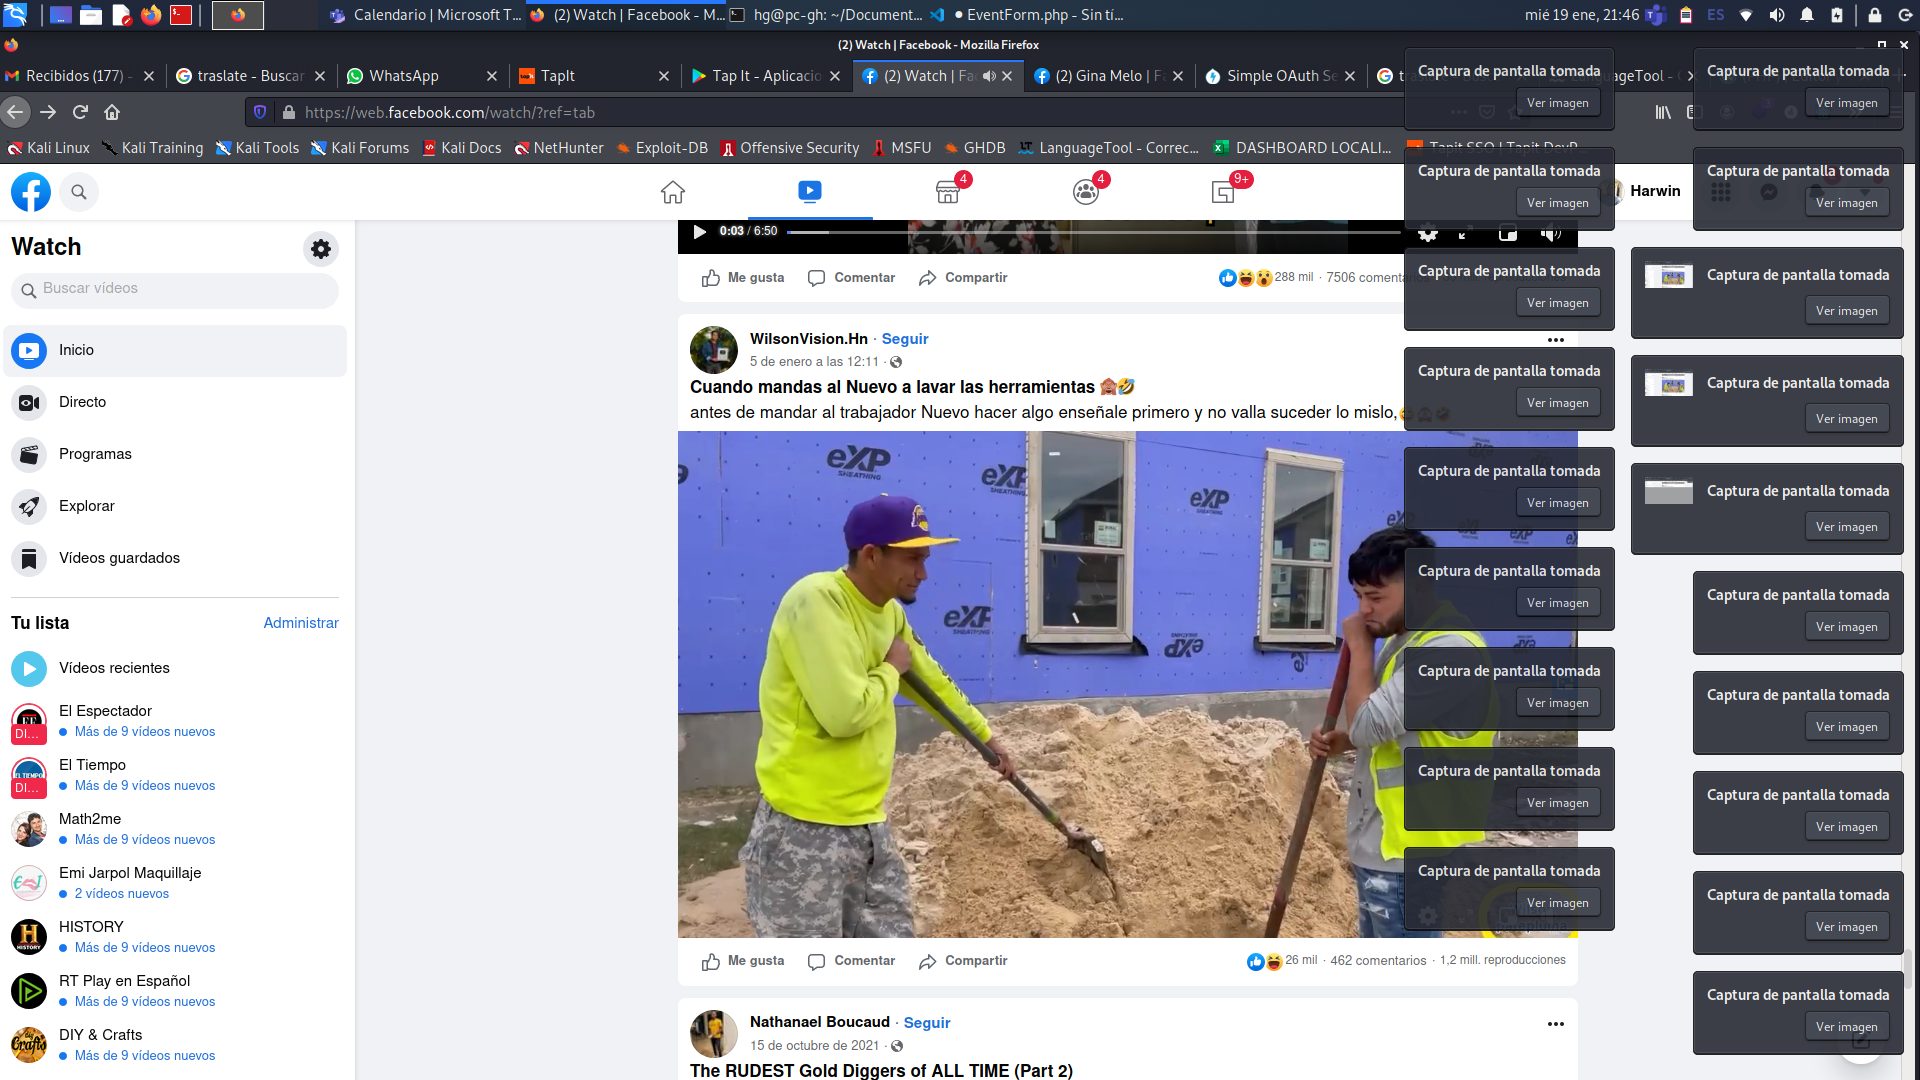 Calendario | Microsoft T...
(2) Watch | Facebook - M...
hg@pc-gh: ~/Document...
EventForm.php - Sin tí...
mié 19 ene, 21:46
ES
(2) Watch | Facebook - Mozilla Firefox
Recibidos (177) -
traslate - Buscar
WhatsApp
TapIt
Tap It - Aplicacio
(2) Watch | Fac
(2) Gina Melo | F
Simple OAuth Se
https://web.facebook.com/watch/?ref=tab
Kali Linux
Kali Training
Kali Tools
Kali Forums
Kali Docs
NetHunter
Exploit-DB
Offensive Security
MSFU
GHDB
LanguageTool - Correc...
DASHBOARD LOCALI...
Tapit SSO | Tapit DevP...
4
4
9+
Harwin
Watch
Buscar vídeos
Inicio
Directo
Programas
Explorar
Vídeos guardados
Tu lista
Administrar
Vídeos recientes
El Espectador
DI...
Más de 9 vídeos nuevos
El Tiempo
EL TIEMPO
DI...
Más de 9 vídeos nuevos
Math2me
Más de 9 vídeos nuevos
Emi Jarpol Maquillaje
2 vídeos nuevos
HISTORY
Más de 9 vídeos nuevos
RT Play en Español
Más de 9 vídeos nuevos
DIY & Crafts
Más de 9 vídeos nuevos
0:03 / 6:50
Me gusta
Comentar
Compartir
288 mil · 7506 comenta
WilsonVision.Hn · Seguir
5 de enero a las 12:11 ·
Cuando mandas al Nuevo a lavar las herramientas 🙈🤣
antes de mandar al trabajador Nuevo hacer algo enseñale primero y no valla suceder lo mislo,
eXP
SHEATHING
eXP
eXP
SHEATHING
eXP
SHEATHING
Me gusta
Comentar
Compartir
26 mil · 462 comentarios · 1,2 mill. reproducciones
Nathanael Boucaud · Seguir
15 de octubre de 2021 ·
The RUDEST Gold Diggers of ALL TIME (Part 2)
Captura de pantalla tomada
Ver imagen
Captura de pantalla tomada
Ver imagen
Captura de pantalla tomada
Ver imagen
Captura de pantalla tomada
Ver imagen
Captura de pantalla tomada
Ver imagen
Captura de pantalla tomada
Ver imagen
Captura de pantalla tomada
Ver imagen
Captura de pantalla tomada
Ver imagen
Captura de pantalla tomada
Ver imagen
Captura de pantalla tomada
Ver imagen
Captura de pantalla tomada
Ver imagen
Captura de pantalla tomada
Ver imagen
Captura de pantalla tomada
Ver imagen
Captura de pantalla tomada
Ver imagen
Captura de pantalla tomada
Ver imagen
Captura de pantalla tomada
Ver imagen
Captura de pantalla tomada
Ver imagen
Captura de pantalla tomada
Ver imagen
Captura de pantalla tomada
Ver imagen